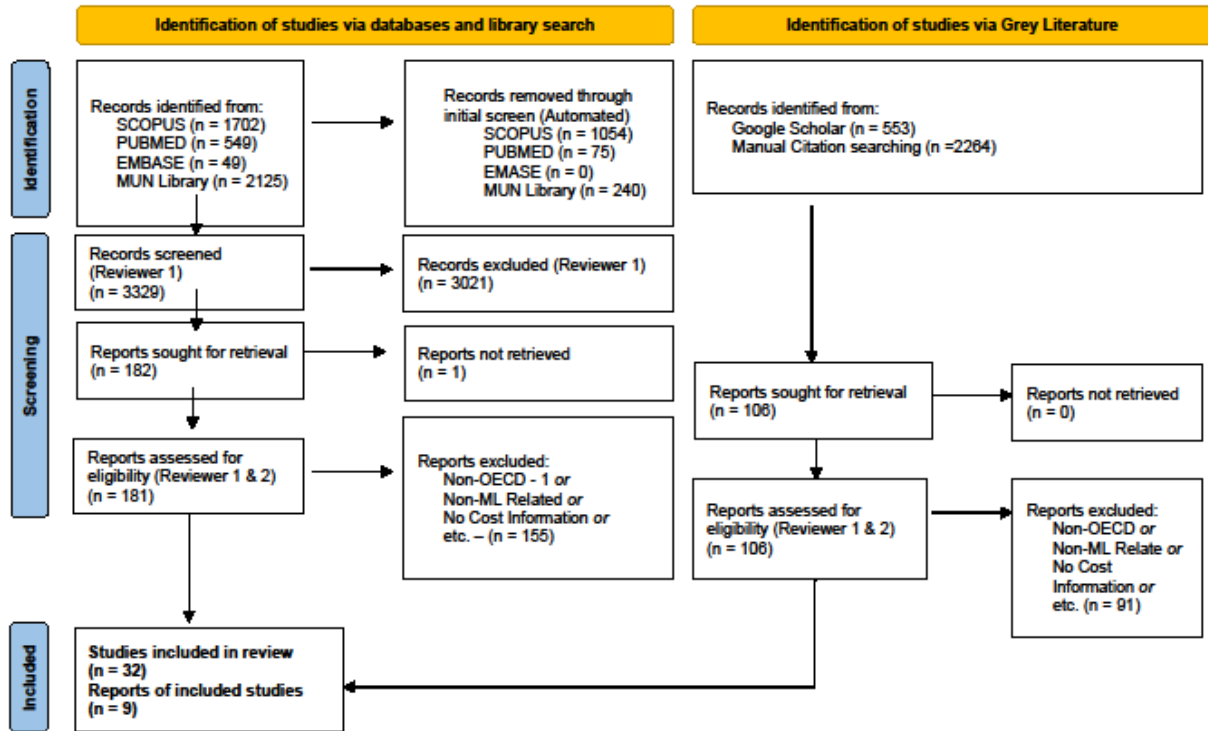 Identification of studies via databases and library search
Identification of studies via Grey Literature
Identification
Records identified from:
SCOPUS (n = 1702)
PUBMED (n = 549)
EMBASE (n = 49)
MUN Library (n = 2125)
Records removed through
initial screen (Automated)
SCOPUS (n = 1054)
PUBMED (n = 75)
EMASE (n = 0)
MUN Library (n = 240)
Records identified from:
Google Scholar (n = 553)
Manual Citation searching (n =2264)
Screening
Records screened
(Reviewer 1)
(n = 3329)
Records excluded (Reviewer 1)
(n = 3021)
Reports sought for retrieval
(n = 182)
Reports not retrieved
(n = 1)
Reports sought for retrieval
(n = 106)
Reports not retrieved
(n = 0)
Reports assessed for
eligibility (Reviewer 1 & 2)
(n = 181)
Reports excluded:
Non-OECD - 1 or
Non-ML Related or
No Cost Information or
etc. – (n = 155)
Reports assessed for
eligibility (Reviewer 1 & 2)
(n = 106)
Reports excluded:
Non-OECD or
Non-ML Relate or
No Cost
Information or
etc. (n = 91)
Included
Studies included in review
(n = 32)
Reports of included studies
(n = 9)